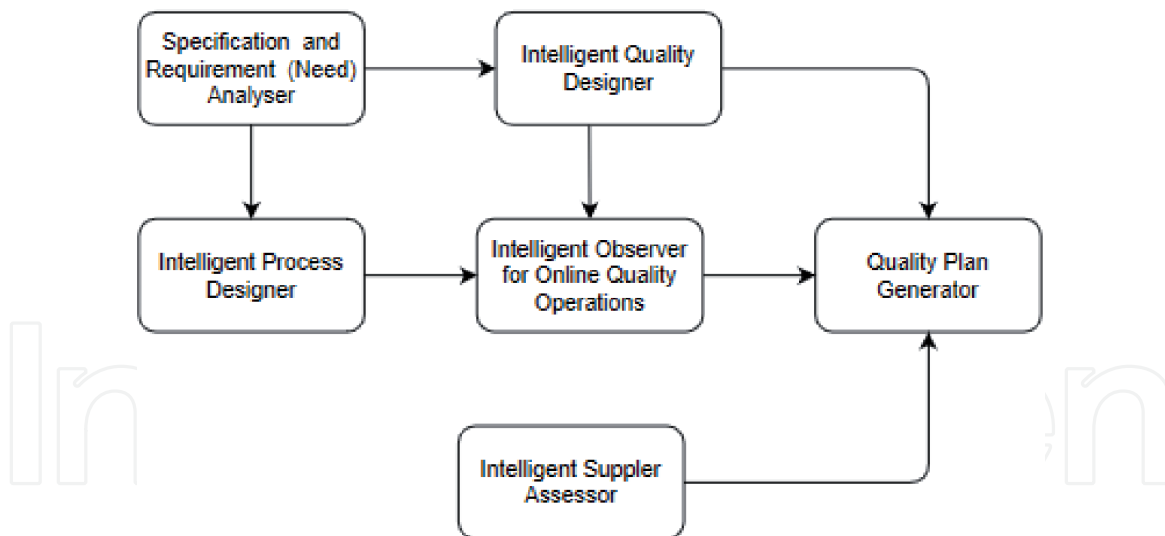 Specification and
Requirement (Need)
Analyser
Intelligent Quality
Designer
Intelligent Process
Designer
Intelligent Observer
for Online Quality
Operations
Quality Plan
Generator
Intelligent Suppler
Assessor